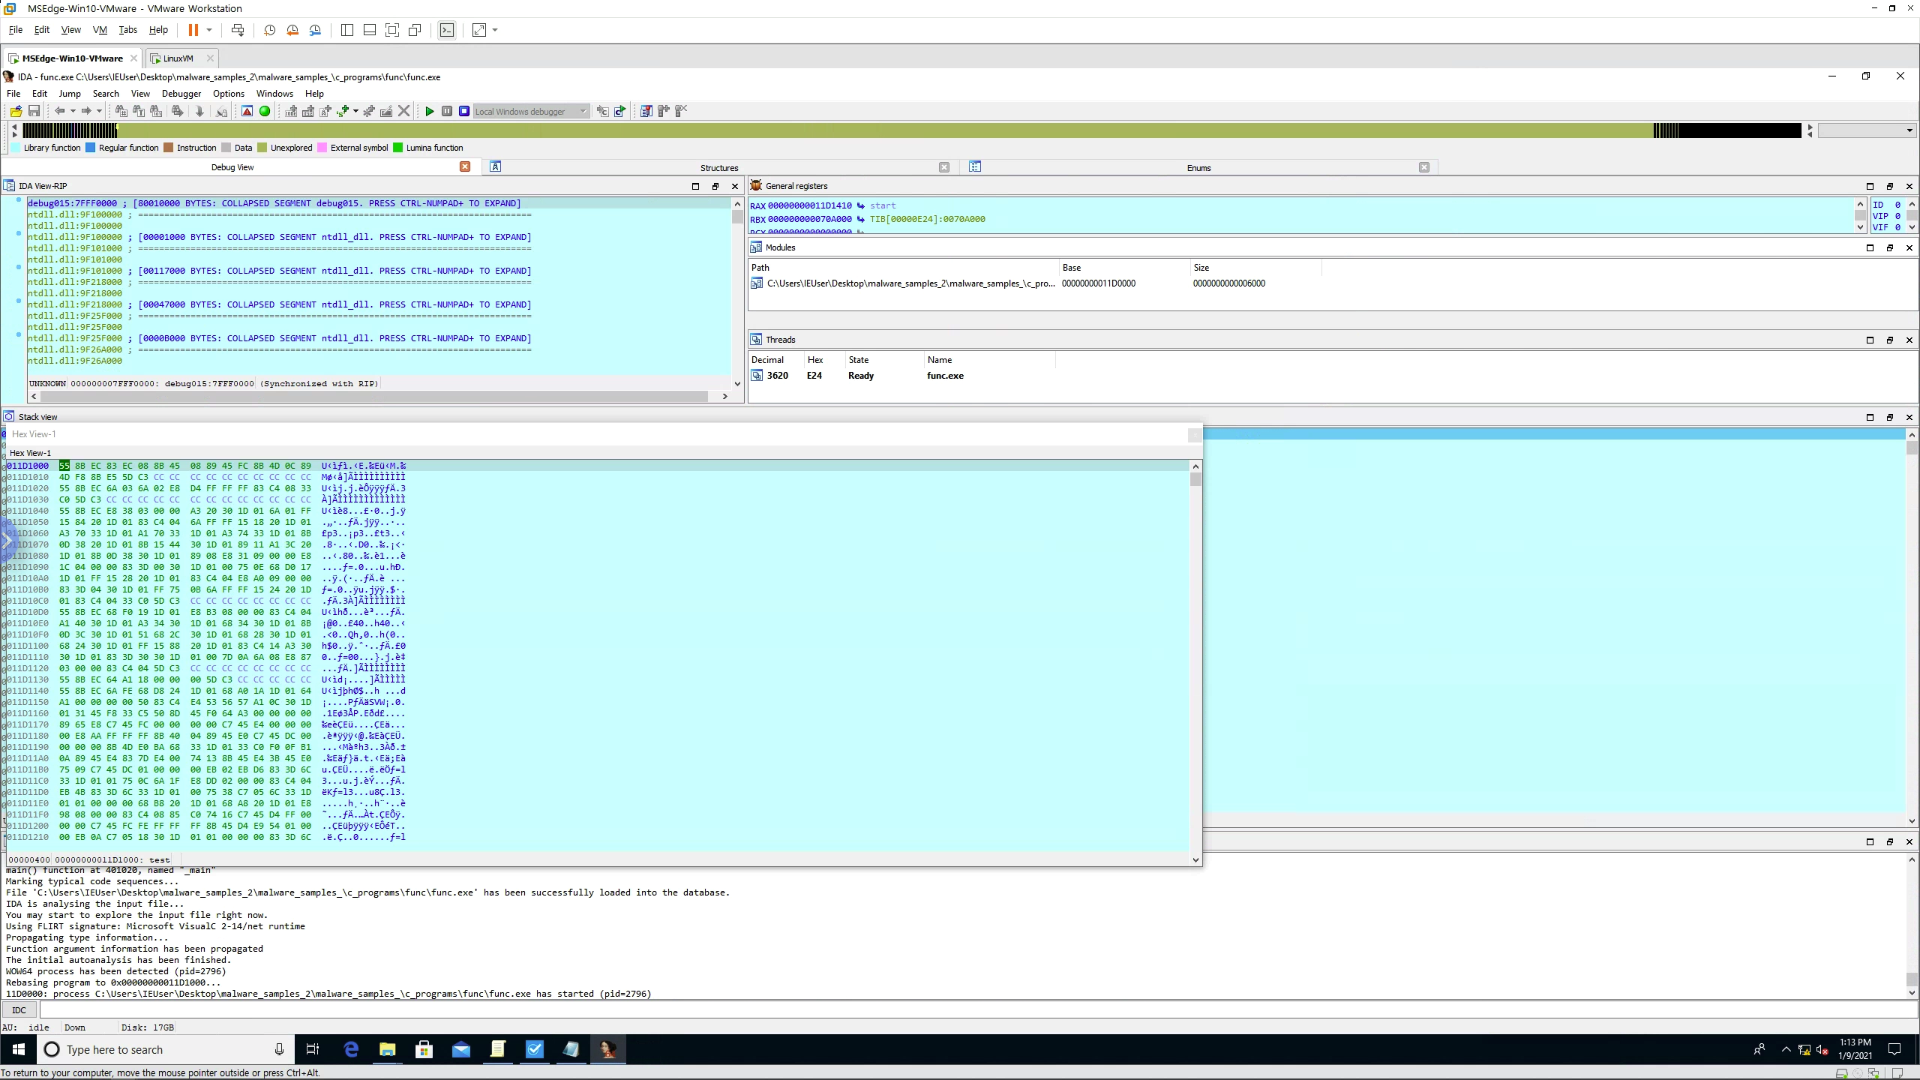 MSEdge-Win10-VMware - VMware Workstation
File Edit View VM Tabs Help
MSEdge-Win10-VMware LinuxVM
IDA - func.exe C:\Users\IEUser\Desktop\malware_samples_2\malware_samples_\c_programs\func\func.exe
File Edit Jump Search View Debugger Options Windows Help
Local Windows debugger
Library function Regular function Instruction Data Unexplored External symbol Lumina function
Debug View Structures Enums
IDA View-RIP
debug015:7FFF0000 ; [80010000 BYTES: COLLAPSED SEGMENT debug015. PRESS CTRL-NUMPAD+ TO EXPAND]
ntdll.dll:9F100000 ; ===========================================================================
ntdll.dll:9F100000
ntdll.dll:9F100000 ; [00001000 BYTES: COLLAPSED SEGMENT ntdll_dll. PRESS CTRL-NUMPAD+ TO EXPAND]
ntdll.dll:9F101000 ; ===========================================================================
ntdll.dll:9F101000
ntdll.dll:9F101000 ; [00117000 BYTES: COLLAPSED SEGMENT ntdll_dll. PRESS CTRL-NUMPAD+ TO EXPAND]
ntdll.dll:9F218000 ; ===========================================================================
ntdll.dll:9F218000
ntdll.dll:9F218000 ; [00047000 BYTES: COLLAPSED SEGMENT ntdll_dll. PRESS CTRL-NUMPAD+ TO EXPAND]
ntdll.dll:9F25F000 ; ===========================================================================
ntdll.dll:9F25F000
ntdll.dll:9F25F000 ; [0000B000 BYTES: COLLAPSED SEGMENT ntdll_dll. PRESS CTRL-NUMPAD+ TO EXPAND]
ntdll.dll:9F26A000 ; ===========================================================================
ntdll.dll:9F26A000
UNKNOWN 000000007FFF0000: debug015:7FFF0000 (Synchronized with RIP)
General registers
RAX 00000000011D1410 start
RBX 000000000070A000 TIB[00000E24]:0070A000
ID 0
VIP 0
VIF 0
Modules
Path Base Size
C:\Users\IEUser\Desktop\malware_samples_2\malware_samples_\c_pro... 00000000011D0000 0000000000006000
Threads
Decimal Hex State Name
3620 E24 Ready func.exe
Stack view
Hex View-1
Hex View-1
011D1000 55 8B EC 83 EC 08 8B 45 08 89 45 FC 8B 4D 0C 89
011D1010 4D F8 8B E5 5D C3 CC CC CC CC CC CC CC CC CC CC
011D1020 55 8B EC 6A 03 6A 02 E8 D4 FF FF FF 83 C4 08 33
011D1030 C0 5D C3 CC CC CC CC CC CC CC CC CC CC CC CC CC
011D1040 55 8B EC E8 38 03 00 00 A3 20 30 1D 01 6A 01 FF
011D1050 15 84 20 1D 01 83 C4 04 6A FF FF 15 18 20 1D 01
011D1060 A3 70 33 1D 01 A1 70 33 1D 01 A3 74 33 1D 01 8B
011D1070 0D 38 20 1D 01 8B 15 44 30 1D 01 89 11 A1 3C 20
011D1080 1D 01 8B 0D 38 30 1D 01 89 08 E8 31 09 00 00 E8
011D1090 1C 04 00 00 83 3D 00 30 1D 01 00 75 0E 68 D0 17
011D10A0 1D 01 FF 15 28 20 1D 01 83 C4 04 E8 A0 09 00 00
011D10B0 83 3D 04 30 1D 01 FF 75 0B 6A FF FF 15 24 20 1D
011D10C0 01 83 C4 04 33 C0 5D C3 CC CC CC CC CC CC CC CC
011D10D0 55 8B EC 68 F0 19 1D 01 E8 B3 08 00 00 83 C4 04
011D10E0 A1 40 30 1D 01 A3 34 30 1D 01 68 34 30 1D 01 8B
011D10F0 0D 3C 30 1D 01 51 68 2C 30 1D 01 68 28 30 1D 01
011D1100 68 24 30 1D 01 FF 15 88 20 1D 01 83 C4 14 A3 30
011D1110 30 1D 01 83 3D 30 30 1D 01 00 7D 0A 6A 08 E8 87
011D1120 03 00 00 83 C4 04 5D C3 CC CC CC CC CC CC CC CC
011D1130 55 8B EC 64 A1 18 00 00 00 5D C3 CC CC CC CC CC
011D1140 55 8B EC 6A FE 68 D8 24 1D 01 68 A0 1A 1D 01 64
011D1150 A1 00 00 00 00 50 83 C4 E4 53 56 57 A1 0C 30 1D
011D1160 01 31 45 F8 33 C5 50 8D 45 F0 64 A3 00 00 00 00
011D1170 89 65 E8 C7 45 FC 00 00 00 00 C7 45 E4 00 00 00
011D1180 00 E8 AA FF FF FF 8B 40 04 89 45 E0 C7 45 DC 00
011D1190 00 00 00 8B 4D E0 BA 68 33 1D 01 33 C0 F0 0F B1
011D11A0 0A 89 45 E4 83 7D E4 00 74 13 8B 45 E4 3B 45 E0
011D11B0 75 09 C7 45 DC 01 00 00 00 EB 02 EB D6 83 3D 6C
011D11C0 33 1D 01 01 75 0C 6A 1F E8 DD 02 00 00 83 C4 04
011D11D0 EB 4B 83 3D 6C 33 1D 01 00 75 38 C7 05 6C 33 1D
011D11E0 01 01 00 00 00 68 B8 20 1D 01 68 A8 20 1D 01 E8
011D11F0 98 08 00 00 83 C4 08 85 C0 74 16 C7 45 D4 FF 00
011D1200 00 00 C7 45 FC FE FF FF FF 8B 45 D4 E9 54 01 00
011D1210 00 EB 0A C7 05 18 30 1D 01 01 00 00 00 83 3D 6C
00000400 00000000011D1000: test
main() function at 401020, named "_main"
Marking typical code sequences...
File 'C:\Users\IEUser\Desktop\malware_samples_2\malware_samples_\c_programs\func\func.exe' has been successfully loaded into the database.
IDA is analysing the input file...
You may start to explore the input file right now.
Using FLIRT signature: Microsoft VisualC 2-14/net runtime
Propagating type information...
Function argument information has been propagated
The initial autoanalysis has been finished.
WOW64 process has been detected (pid=2796)
Rebasing program to 0x00000000011D1000...
11D0000: process C:\Users\IEUser\Desktop\malware_samples_2\malware_samples_\c_programs\func\func.exe has started (pid=2796)
IDC
AU: idle Down Disk: 17GB
Type here to search
1:13 PM
1/9/2021
To return to your computer, move the mouse pointer outside or press Ctrl+Alt.